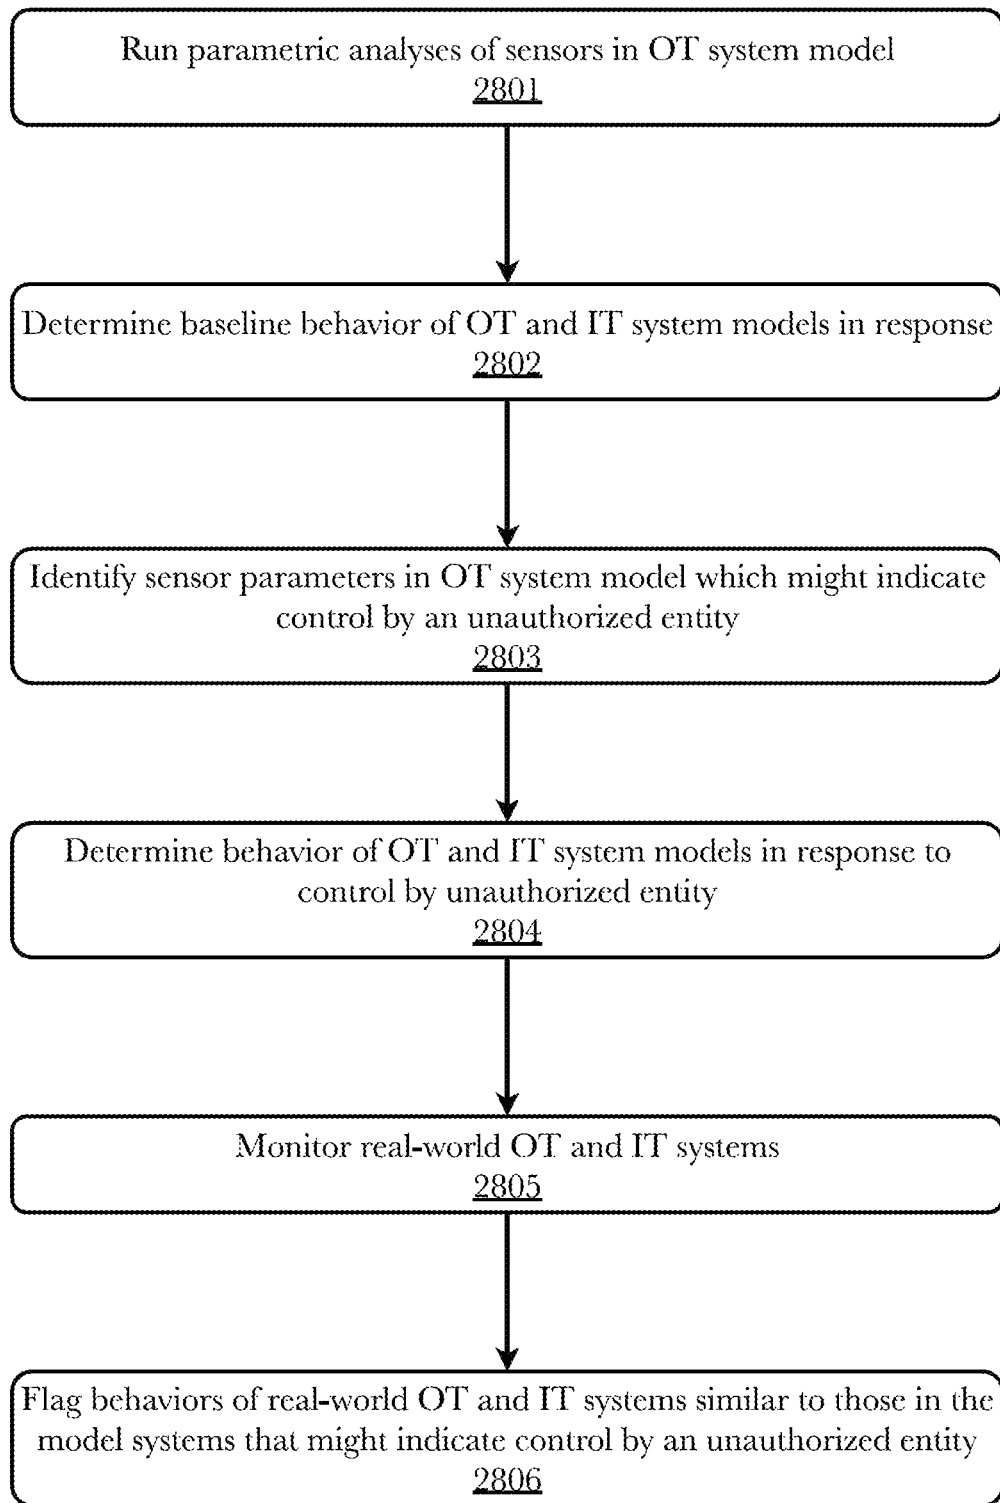 Run parametric analyses of sensors in OT system model
2801
Determine baseline behavior of OT and IT system models in response
2802
Identify sensor parameters in OT system model which might indicate
control by an unauthorized entity
2803
Determine behavior of OT and IT system models in response to
control by unauthorized entity
2804
Monitor real-world OT and IT systems
2805
Flag behaviors of real-world OT and IT systems similar to those in the
model systems that might indicate control by an unauthorized entity
2806